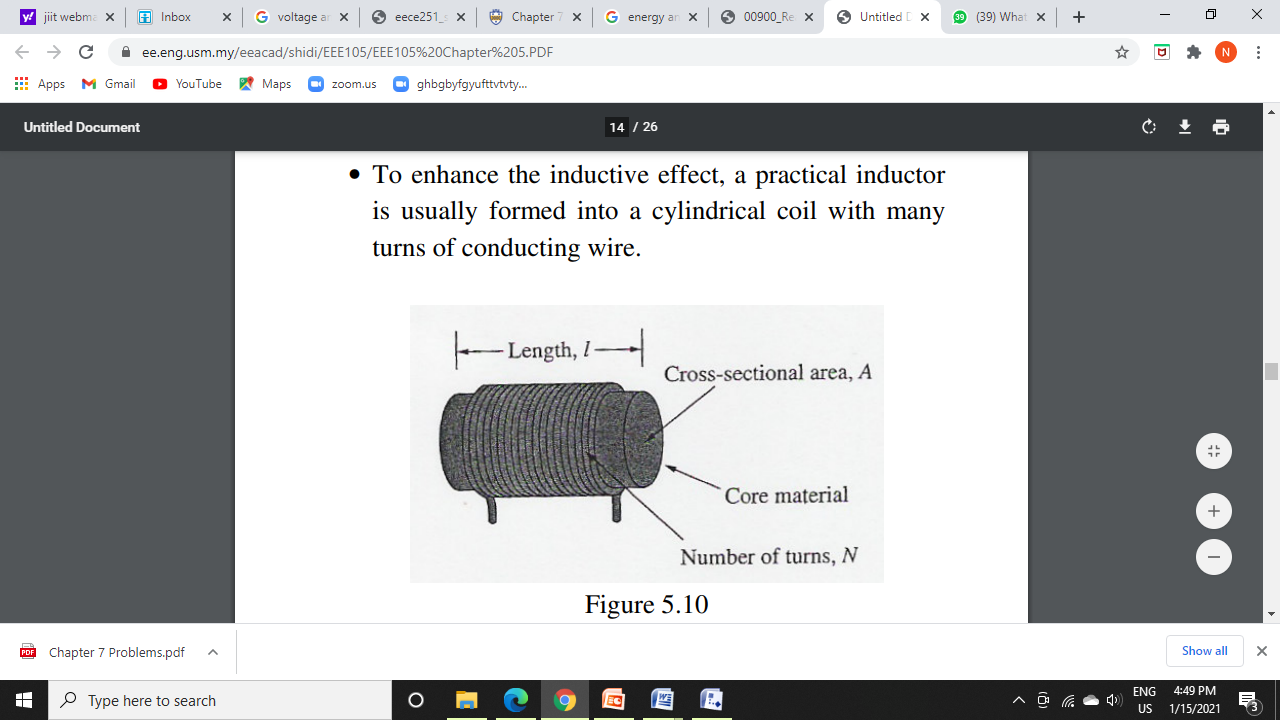 jiit webma
Inbox
voltage ar
eece251_s
Chapter 7
energy an
00900_Re
Untitled D
(39) What
ee.eng.usm.my/eeacad/shidi/EEE105/EEE105%20Chapter%205.PDF
N
Apps
Gmail
YouTube
Maps
zoom.us
ghbgbyfgyufttvtvty...
Untitled Document
14 / 26
• To enhance the inductive effect, a practical inductor
is usually formed into a cylindrical coil with many
turns of conducting wire.
Length, l
Cross-sectional area, A
Core material
Number of turns, N
Figure 5.10
Chapter 7 Problems.pdf
Show all
Type here to search
ENG
US
4:49 PM
1/15/2021
3